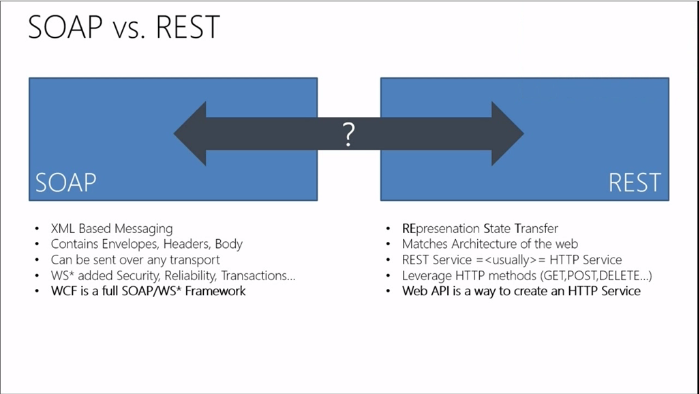 SOAP vs. REST
?
SOAP
REST
• XML Based Messaging
• Contains Envelopes, Headers, Body
• Can be sent over any transport
• WS* added Security, Reliability, Transactions...
• WCF is a full SOAP/WS* Framework
• REpresenation State Transfer
• Matches Architecture of the web
• REST Service =<usually>= HTTP Service
• Leverage HTTP methods (GET,POST,DELETE...)
• Web API is a way to create an HTTP Service